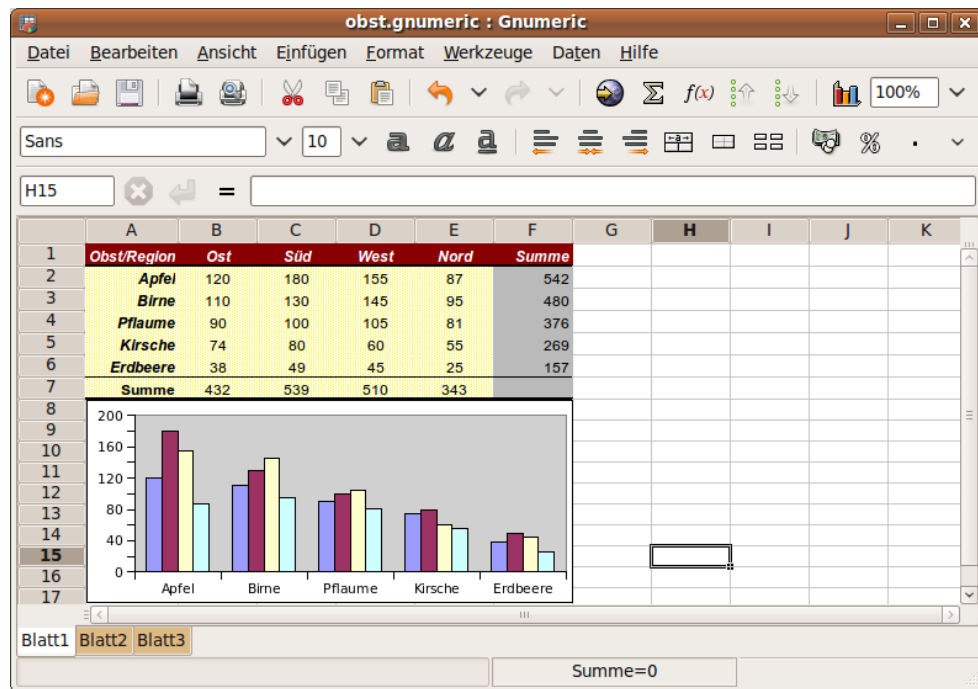 obst.gnumeric : Gnumeric
Datei Bearbeiten Ansicht Einfügen Format Werkzeuge Daten Hilfe
f(x) 100%
Sans 10 a a a ←a→ %
H15 =
A B C D E F G H I J K
1 Obst/Region Ost Süd West Nord Summe
2 Apfel 120 180 155 87 542
3 Birne 110 130 145 95 480
4 Pflaume 90 100 105 81 376
5 Kirsche 74 80 60 55 269
6 Erdbeere 38 49 45 25 157
7 Summe 432 539 510 343
8
9
10
11
12
13
14
15
16
17
200
160
120
80
40
0
Apfel Birne Pflaume Kirsche Erdbeere
Blatt1 Blatt2 Blatt3
Summe=0